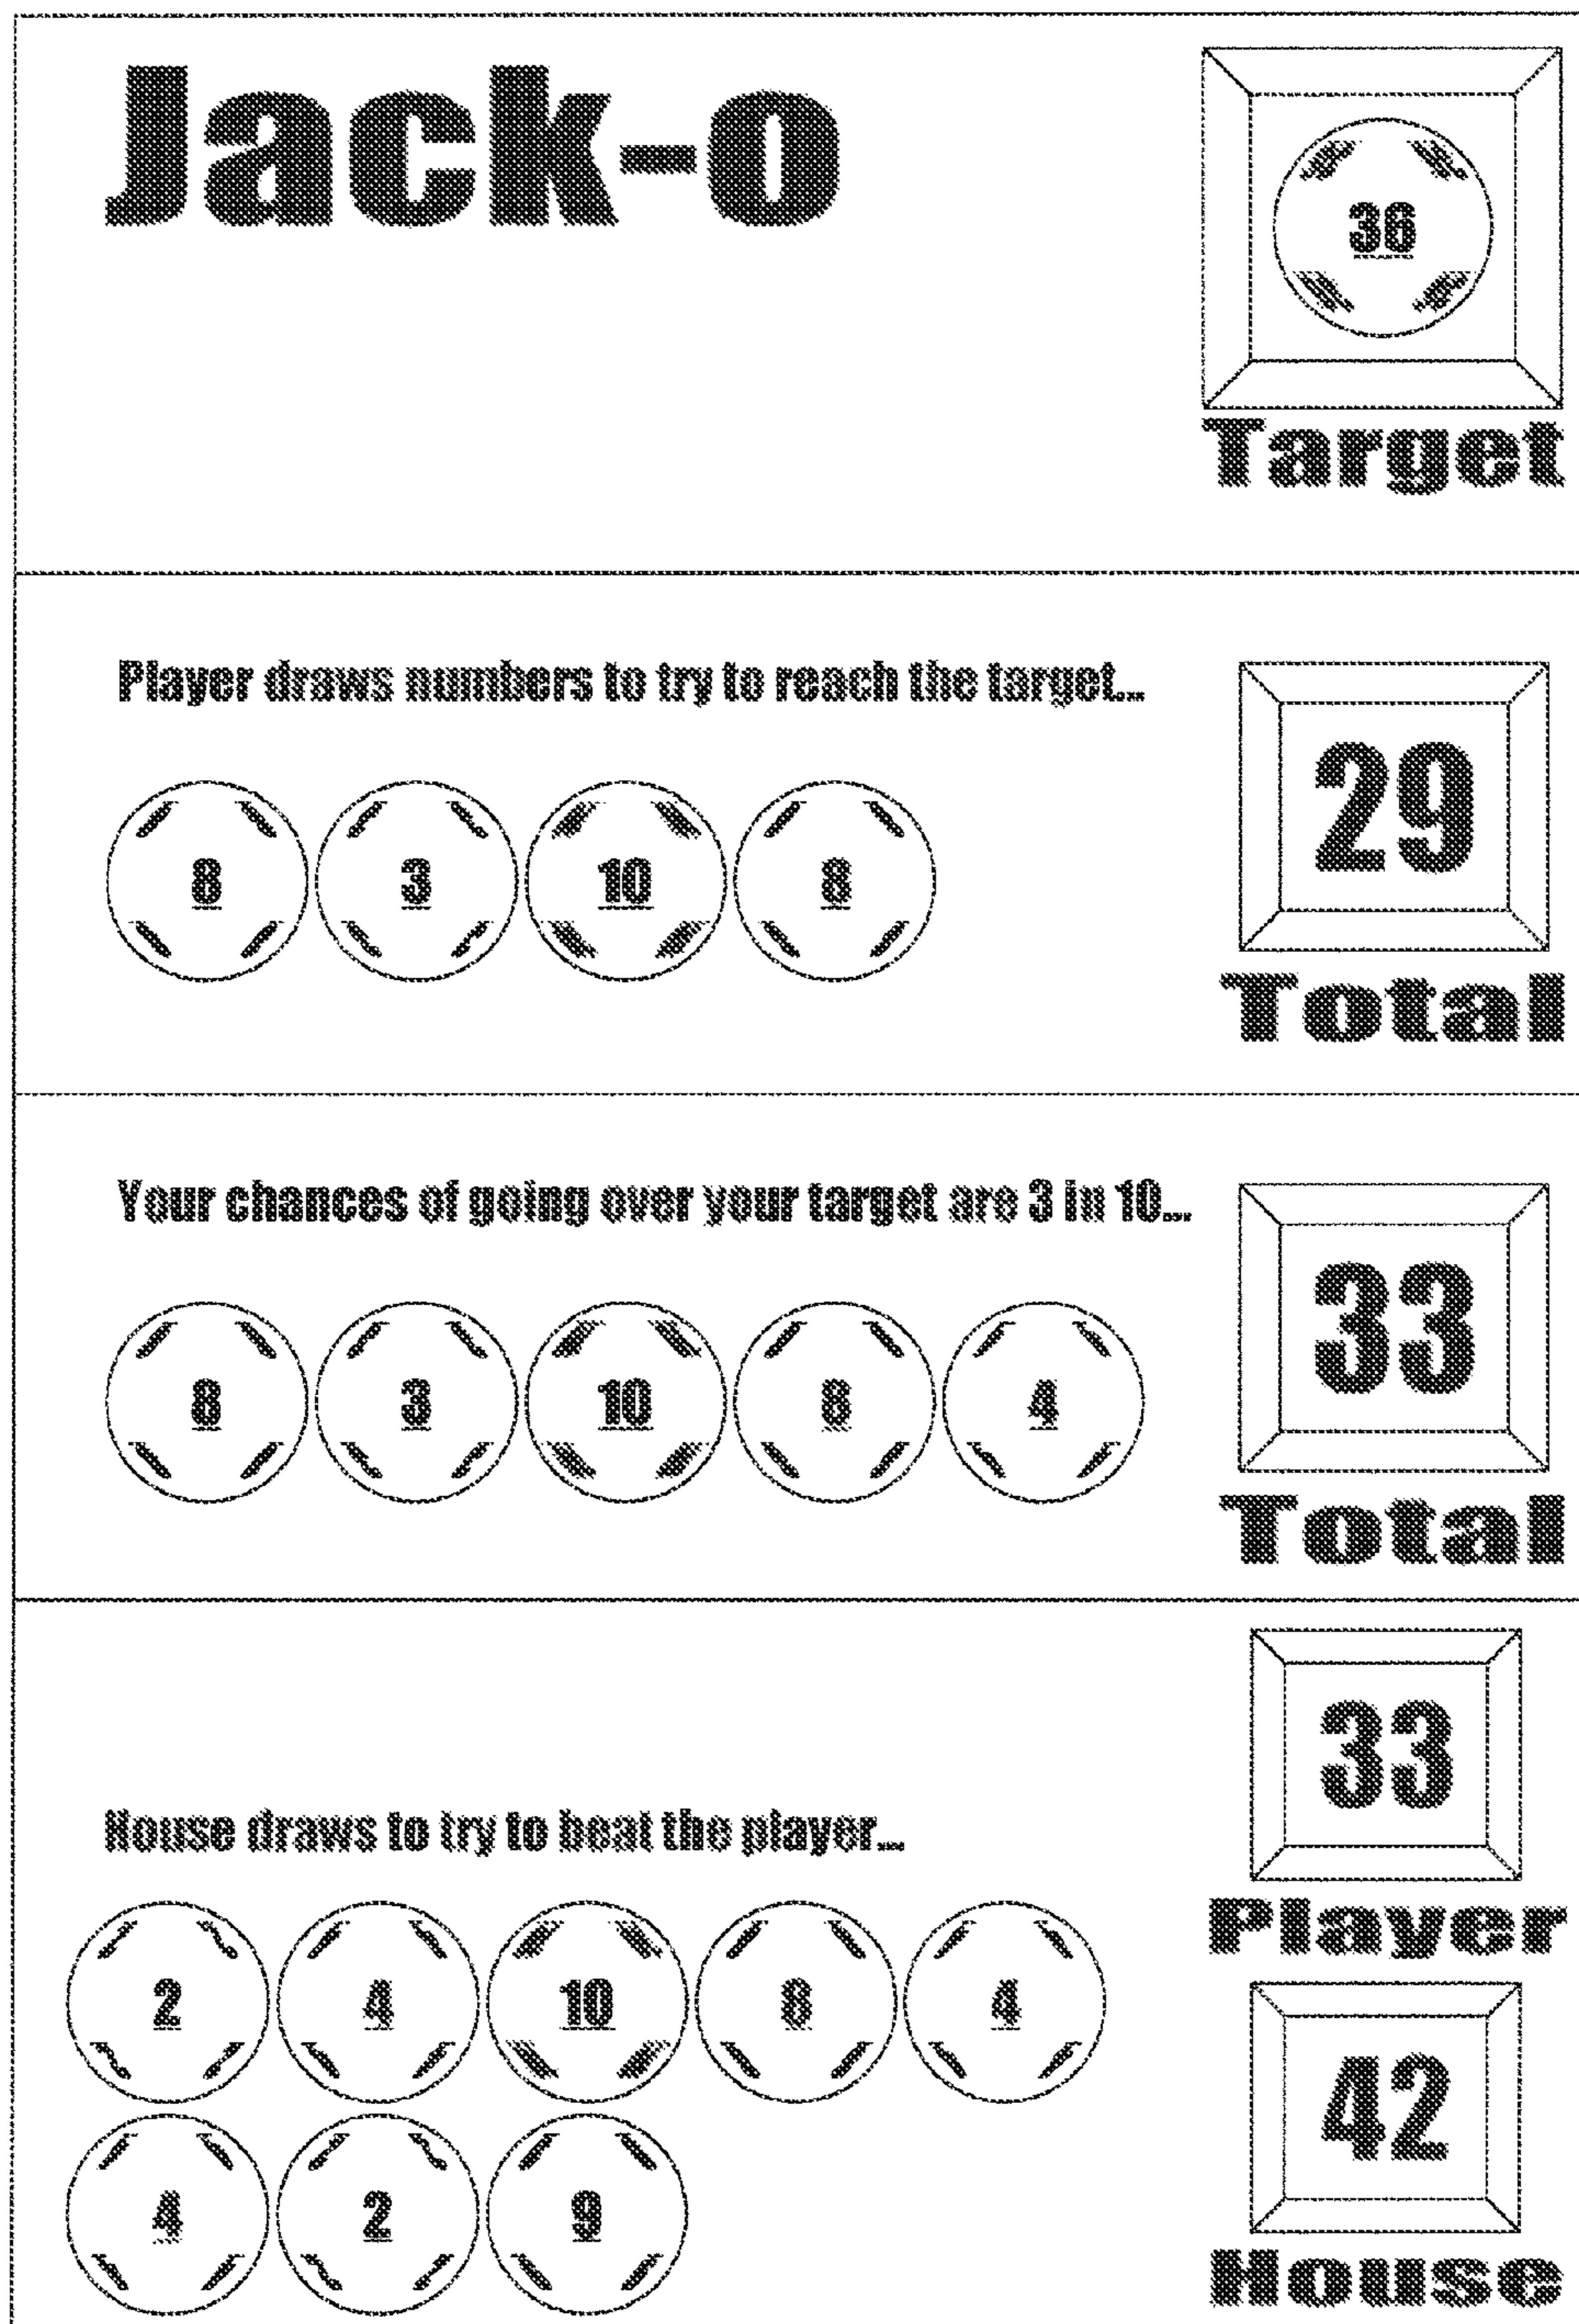 Jack-o
36
Target
Player draws numbers to try to reach the target...
8 3 10 8
29
Total
Your chances of going over your target are 3 in 10...
8 3 10 8 4
33
Total
33
Player
House draws to try to beat the player...
2 4 10 8 4
4 2 9
42
House